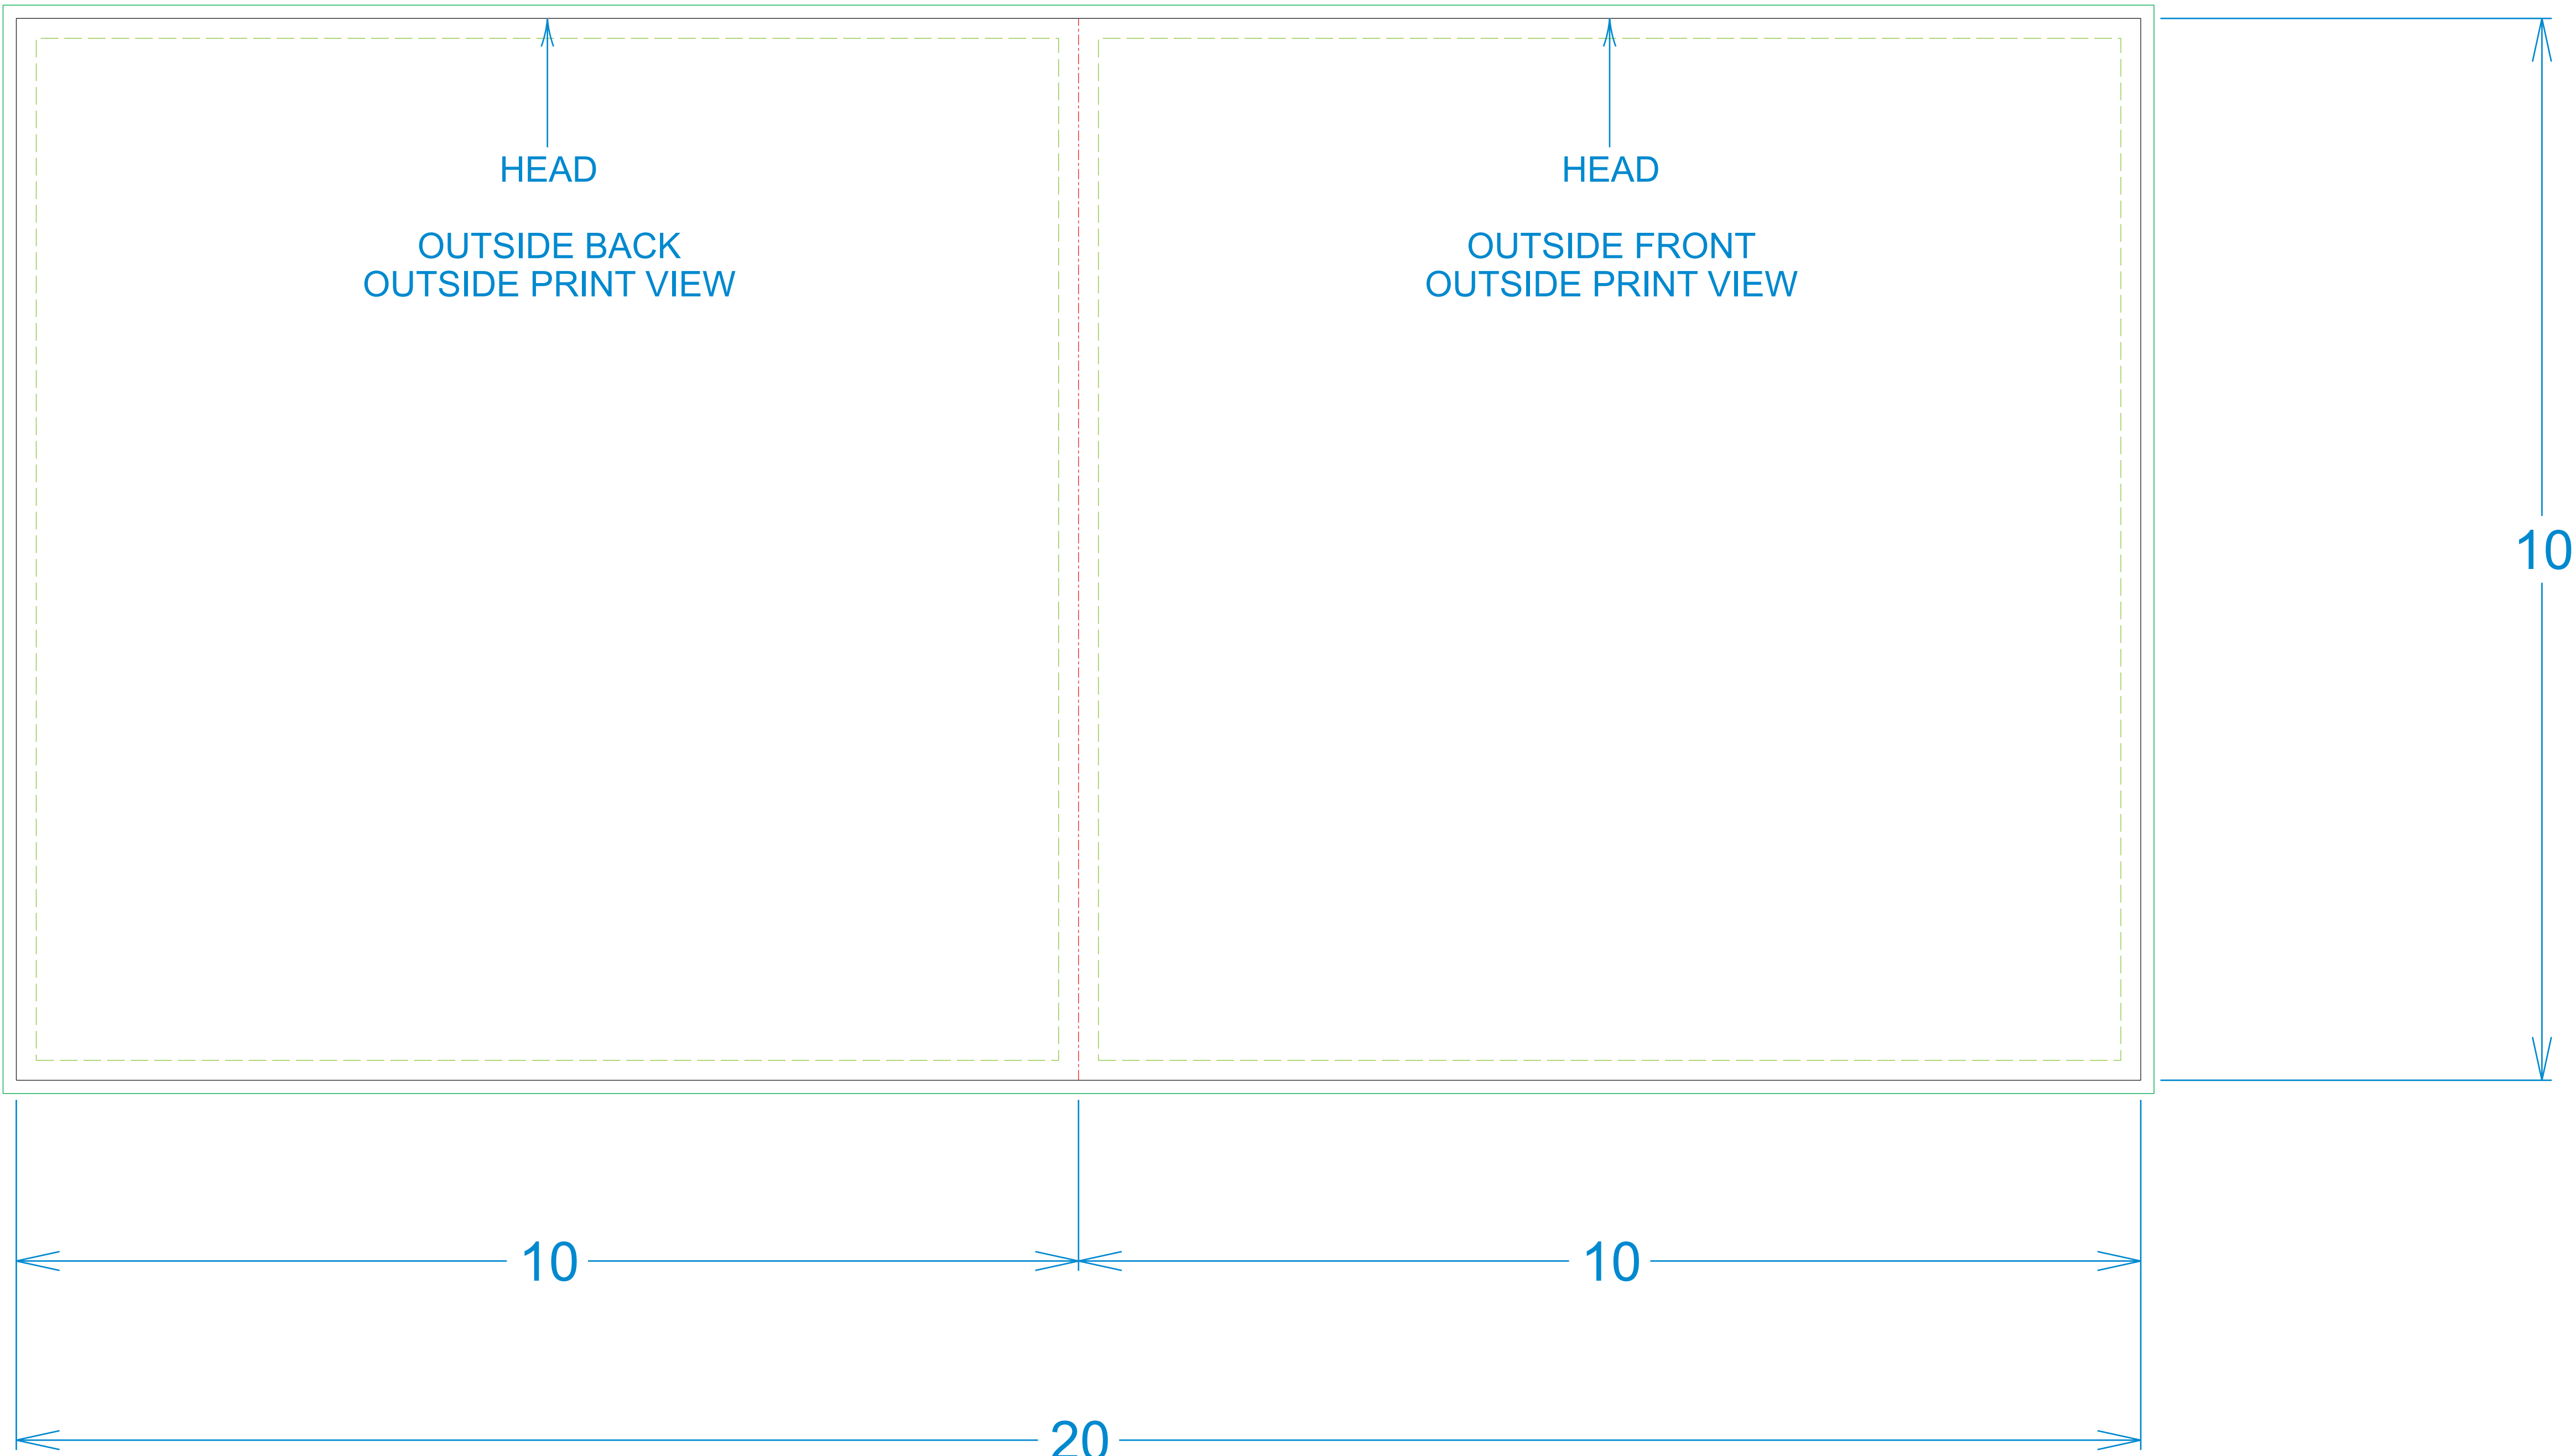 HEAD
OUTSIDE BACK
OUTSIDE PRINT VIEW
HEAD
OUTSIDE FRONT
OUTSIDE PRINT VIEW
10
10
10
20